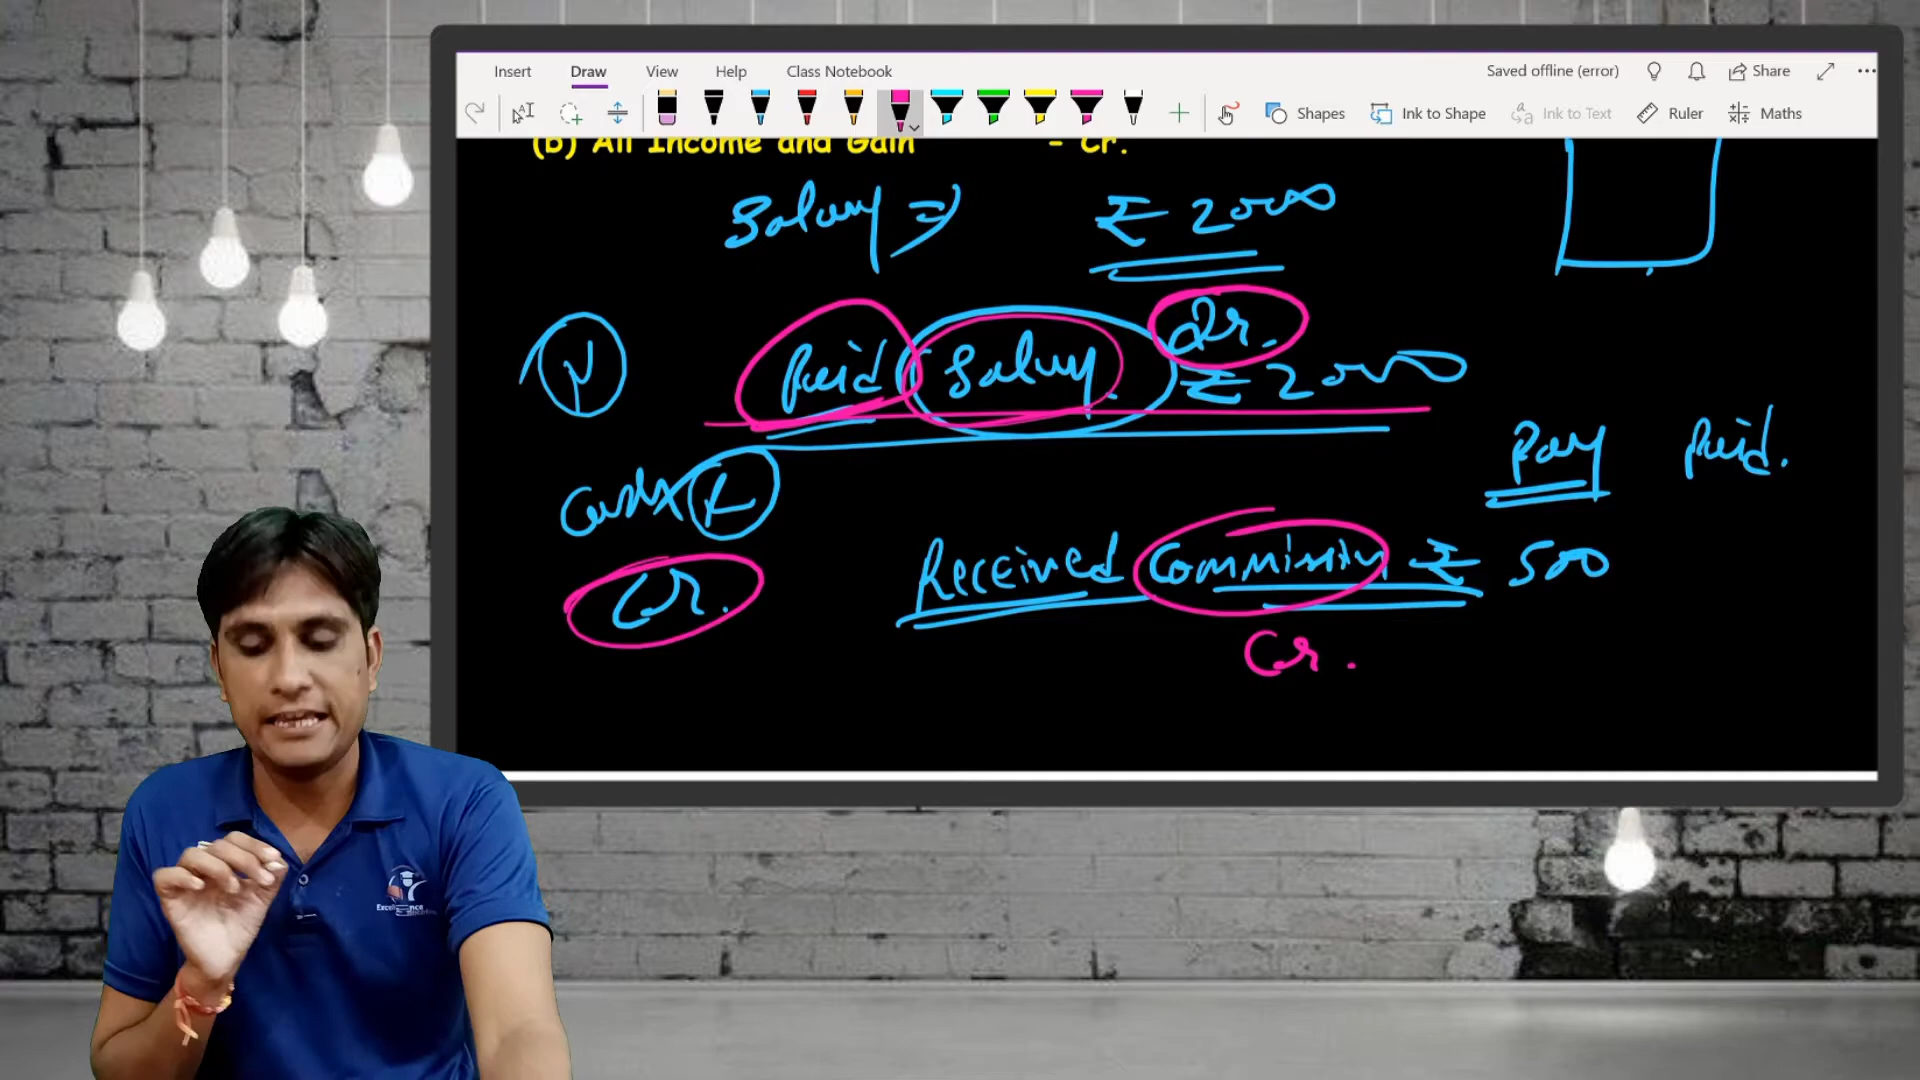 Insert Draw View Help Class Notebook Saved offline (error) Share
Shapes Ink to Shape Ink to Text Ruler Maths
(b) All Income and Gain - Cr.
Salary ⇒ ₹ 2000
Dr.
N Paid Salary ₹ 2000
Pay Paid.
Received Commission ₹ 500
Cr.
Cr.